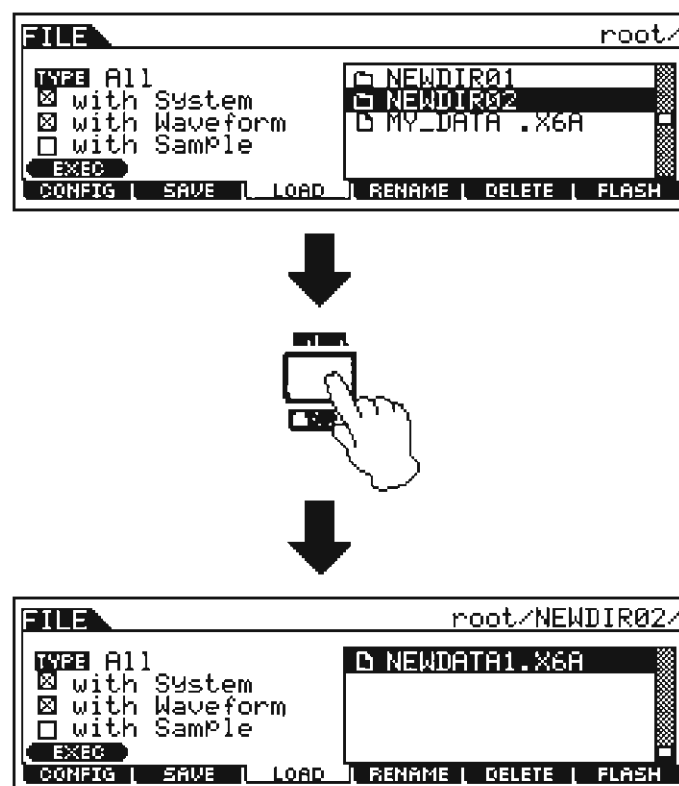 FILE root/
TYPE All
with System
with Waveform
with Sample
EXEC
NEWDIR01
NEWDIR02
MY_DATA .X6A
CONFIG SAVE LOAD RENAME DELETE FLASH
FILE root/NEWDIR02/
TYPE All
with System
with Waveform
with Sample
EXEC
NEWDATA1.X6A
CONFIG SAVE LOAD RENAME DELETE FLASH